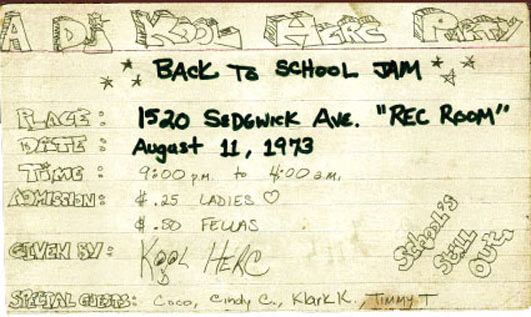 A DJ KOOL HERC PARTY
BACK TO SCHOOL JAM
PLACE: 1520 SEDGWICK AVE. "REC ROOM"
DATE: August 11, 1973
TIME: 9:00 p.m. to 4:00 a.m.
ADMISSION: $.25 LADIES ♡
$.50 FELLAS
GIVEN BY: KOOL HERC
SCHOOL'S
STILL
OUT.
SPECIAL GUESTS: Coco, Cindy C., Klark K., Timmy T